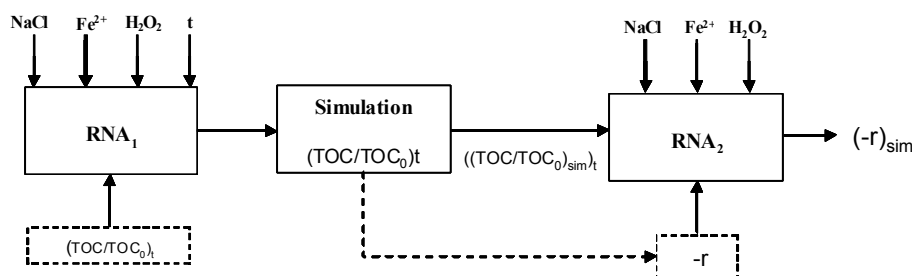 NaCl Fe²⁺ H₂O₂ t
RNA₁
(TOC/TOC₀)ₜ
Simulation
(TOC/TOC₀)t
((TOC/TOC₀)ₛᵢₘ)ₜ
NaCl Fe²⁺ H₂O₂
RNA₂
-r
(-r)ₛᵢₘ